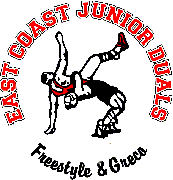 EAST COAST JUNIOR DUALS
Freestyle & Greco